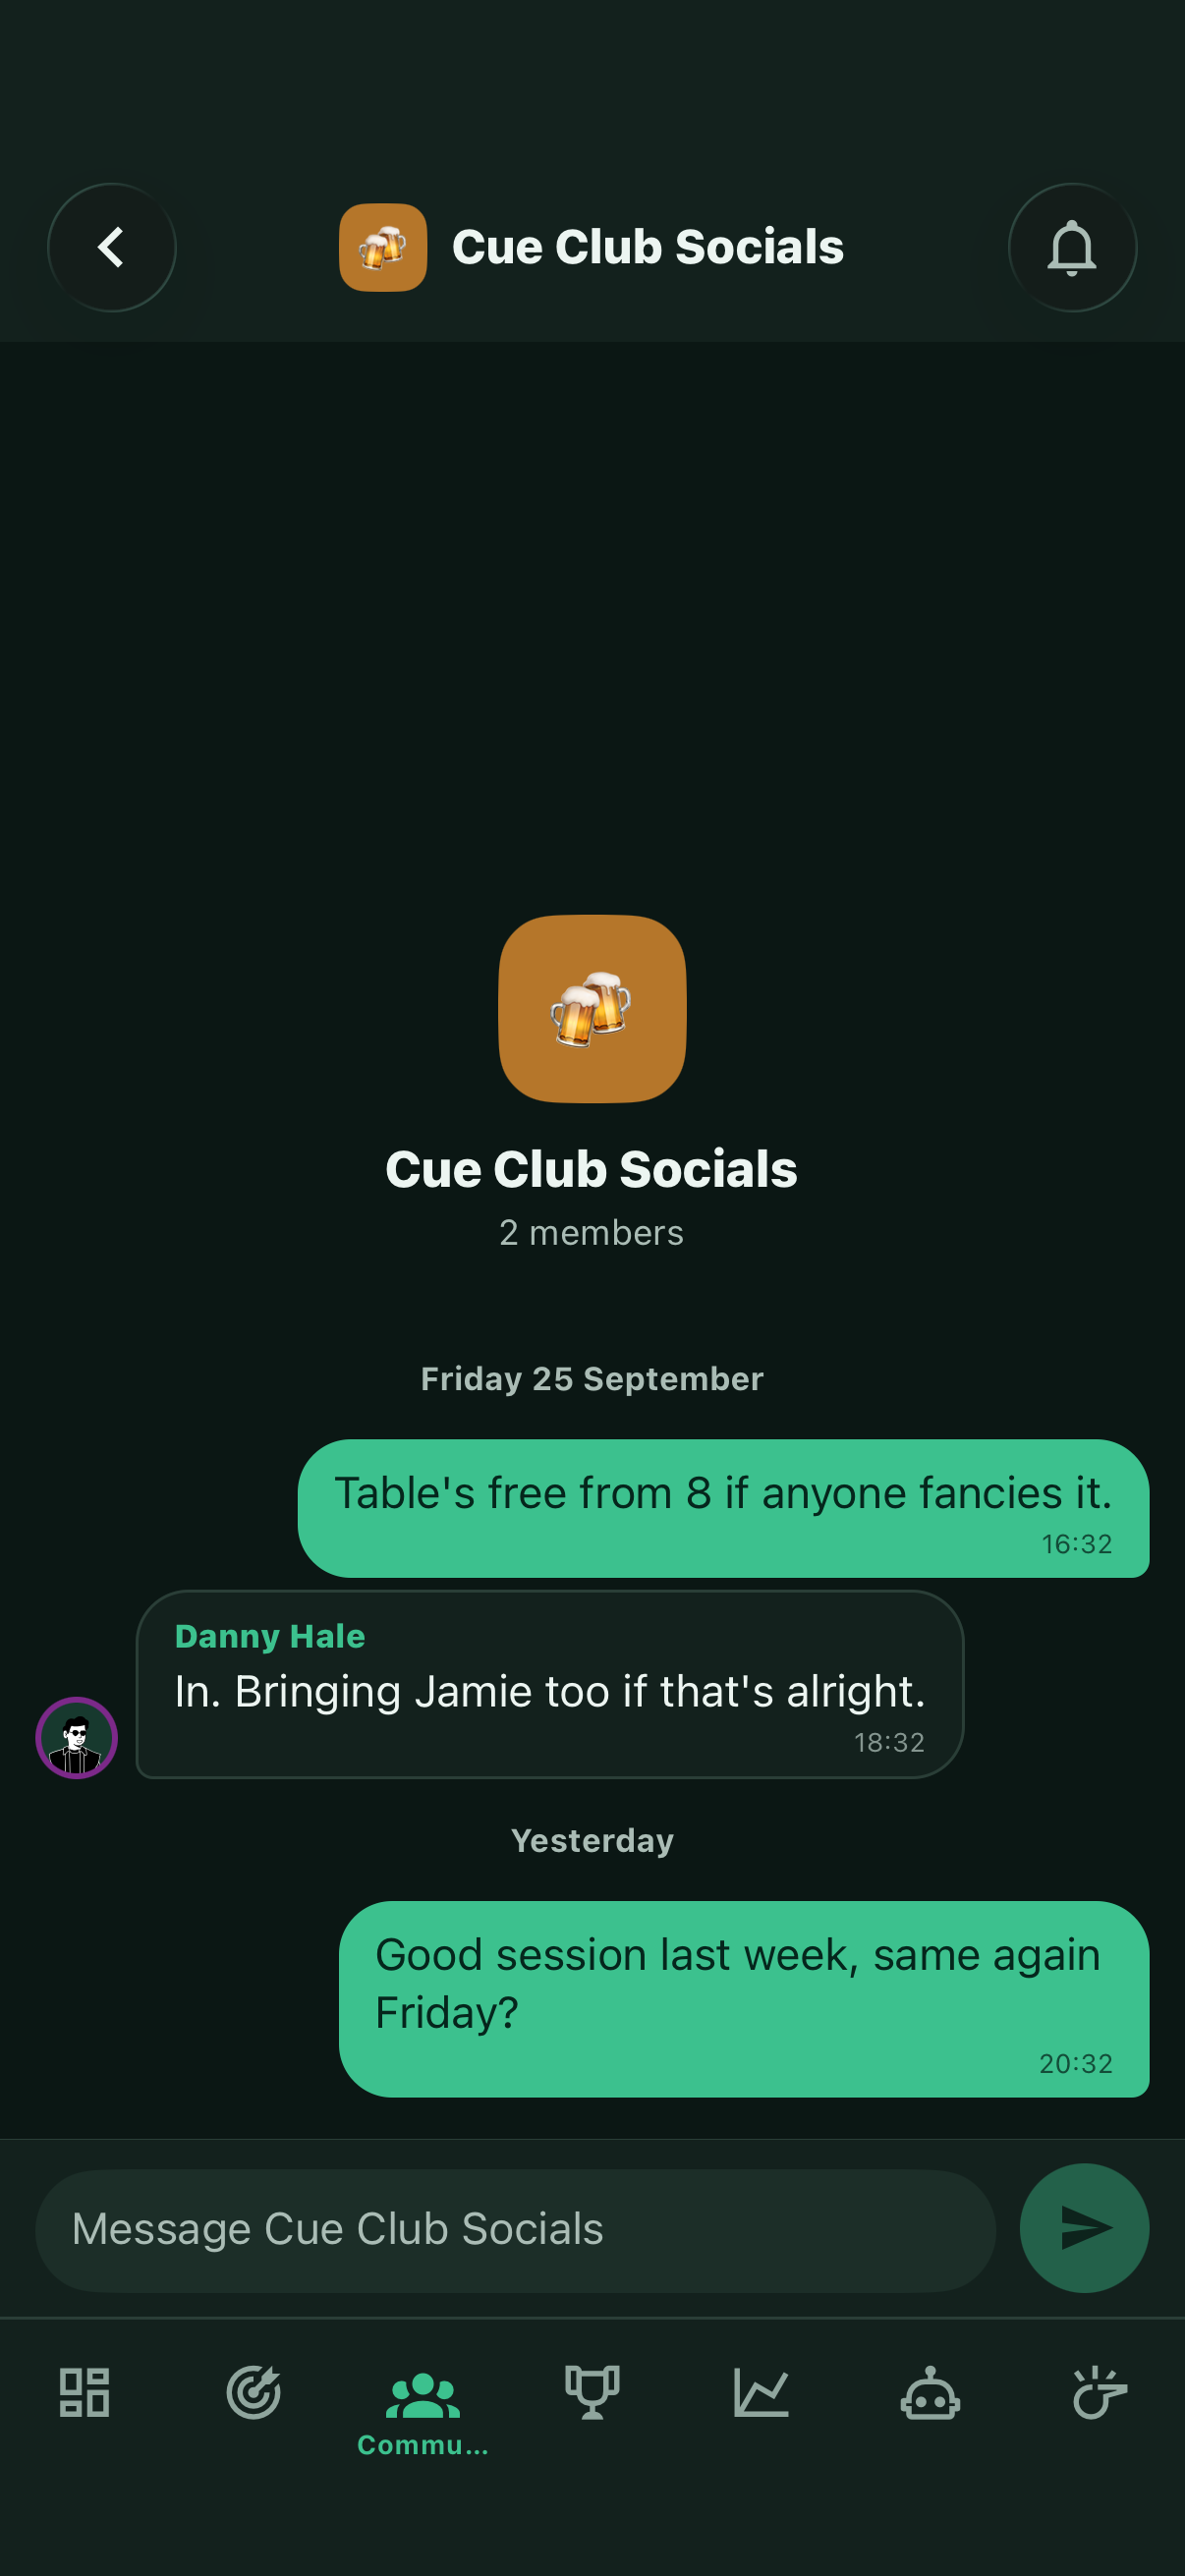 Cue Club Socials
Cue Club Socials
2 members
Friday 25 September
Table's free from 8 if anyone fancies it.
16:32
Danny Hale
In. Bringing Jamie too if that's alright.
18:32
Yesterday
Good session last week, same again
Friday?
20:32
Message Cue Club Socials
Commu...